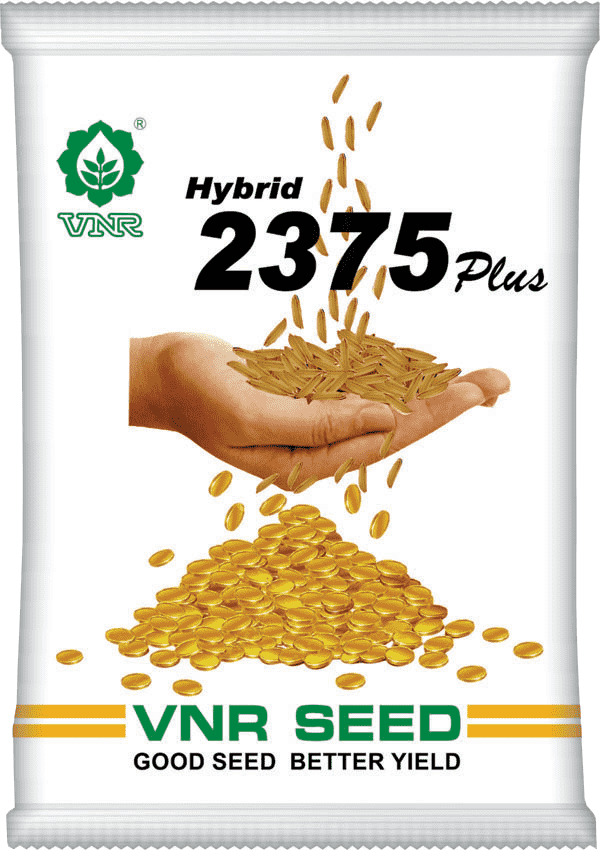 ®
VNR
Hybrid
2375 Plus
VNR SEED
GOOD SEED BETTER YIELD